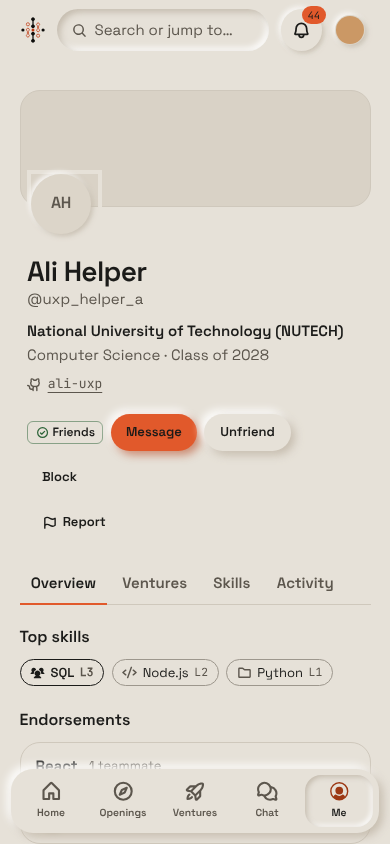 Search or jump to...
44
AH
Ali Helper
@uxp_helper_a
National University of Technology (NUTECH)
Computer Science · Class of 2028
ali-uxp
Friends Message Unfriend
Block
Report
Overview Ventures Skills Activity
Top skills
SQL L3 Node.js L2 Python L1
Endorsements
React 1 teammate
Home Openings Ventures Chat Me